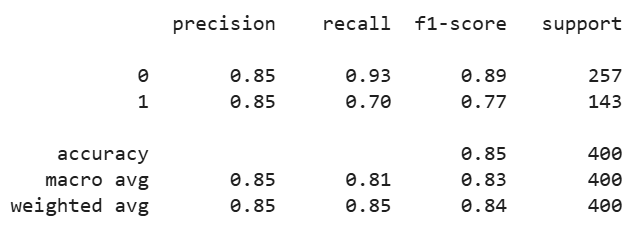 precision recall f1-score support
0 0.85 0.93 0.89 257
1 0.85 0.70 0.77 143
accuracy 0.85 400
macro avg 0.85 0.81 0.83 400
weighted avg 0.85 0.85 0.84 400